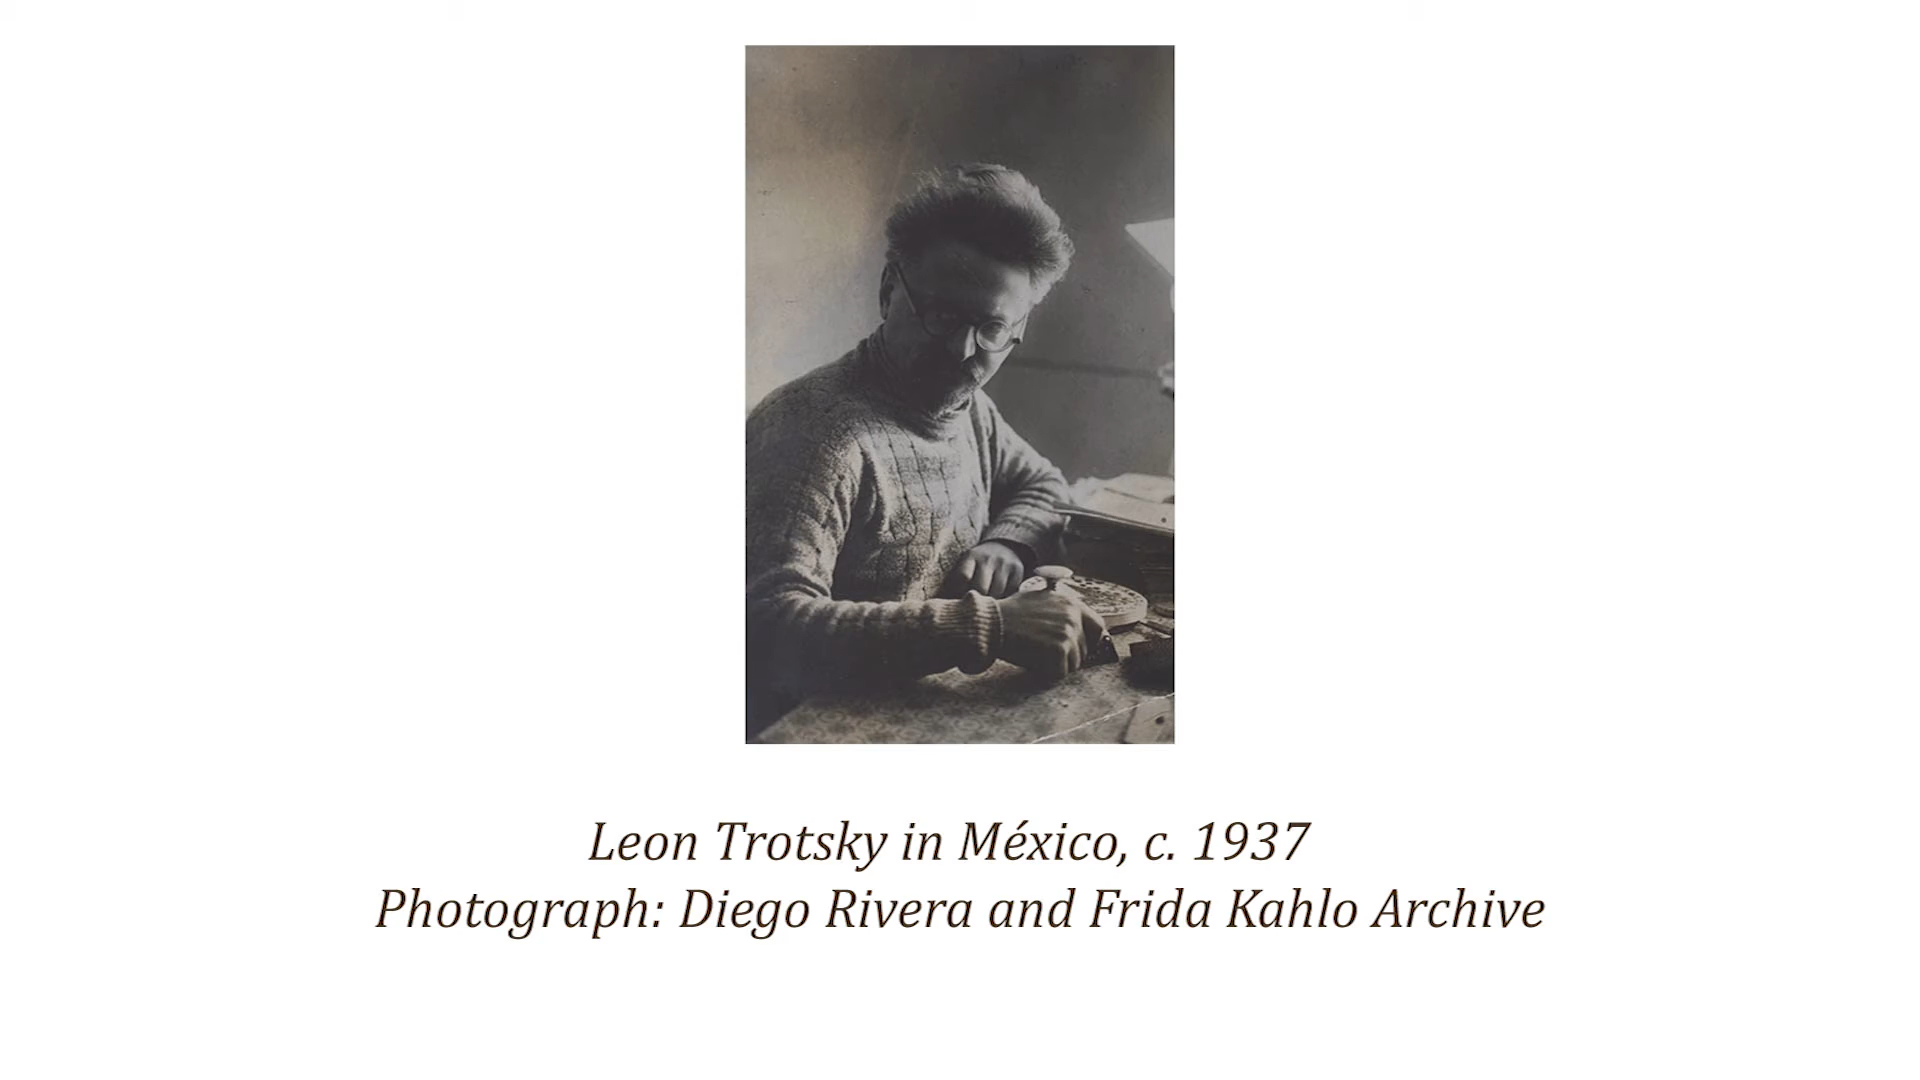 Leon Trotsky in México, c. 1937
Photograph: Diego Rivera and Frida Kahlo Archive